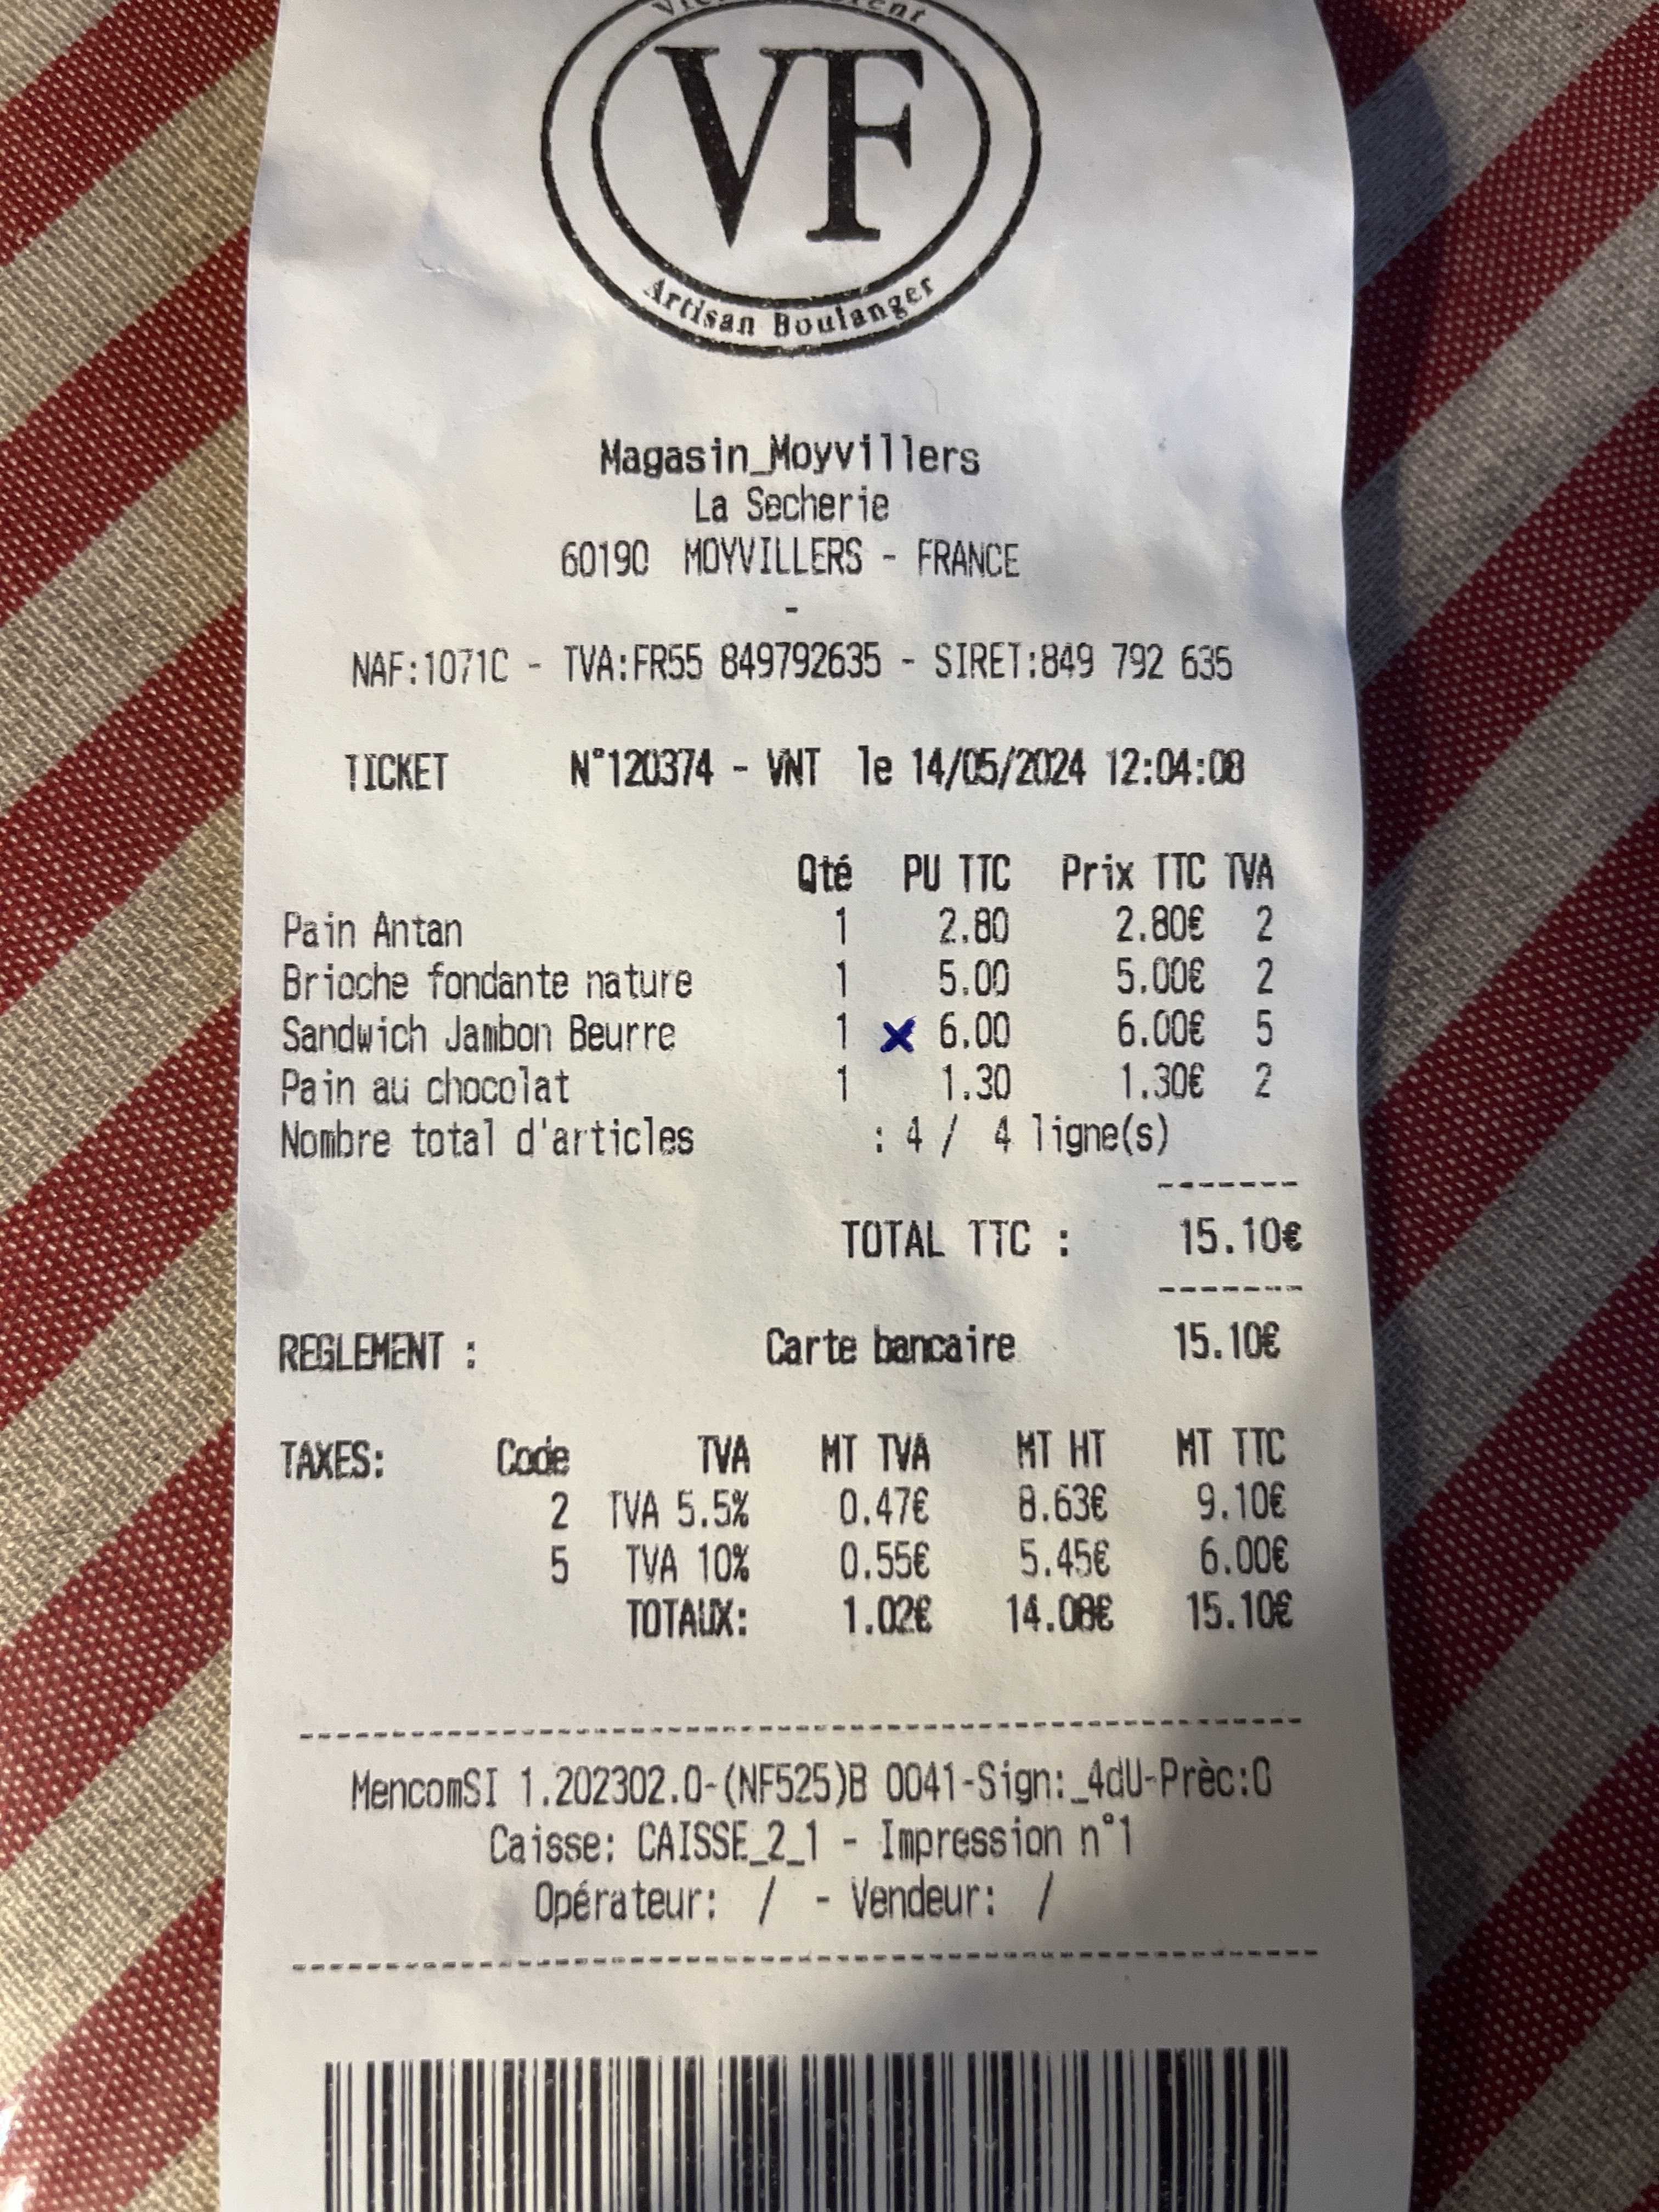 VF
Artisan Boulanger
Magasin_Moyvillers
La Secherie
60190 MOYVILLERS - FRANCE
-
NAF:1071C - TVA:FR55 849792635 - SIRET:849 792 635
TICKET N°120374 - VNT le 14/05/2024 12:04:08
Qté PU TTC Prix TTC TVA
Pain Antan 1 2.80 2.80€ 2
Brioche fondante nature 1 5.00 5.00€ 2
Sandwich Jambon Beurre 1 x 6.00 6.00€ 5
Pain au chocolat 1 1.30 1.30€ 2
Nombre total d'articles : 4 / 4 ligne(s)
-------
TOTAL TTC : 15.10€
-------
REGLEMENT : Carte bancaire 15.10€
TAXES: Code TVA MT TVA MT HT MT TTC
2 TVA 5.5% 0.47€ 8.63€ 9.10€
5 TVA 10% 0.55€ 5.45€ 6.00€
TOTAUX: 1.02€ 14.08€ 15.10€
MencomSI 1.202302.0-(NF525)B 0041-Sign:_4dU-Prèc:O
Caisse: CAISSE_2_1 - Impression n°1
Opérateur: / - Vendeur: /